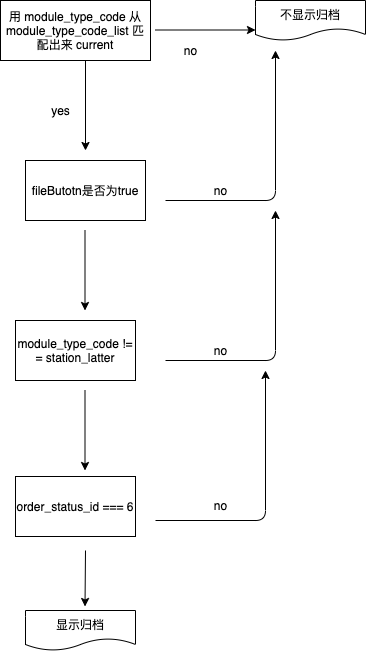 用 module_type_code 从
module_type_code_list 匹
配出来 current
no
不显示归档
yes
fileButotn是否为true
no
module_type_code !=
= station_latter
no
order_status_id === 6
no
显示归档